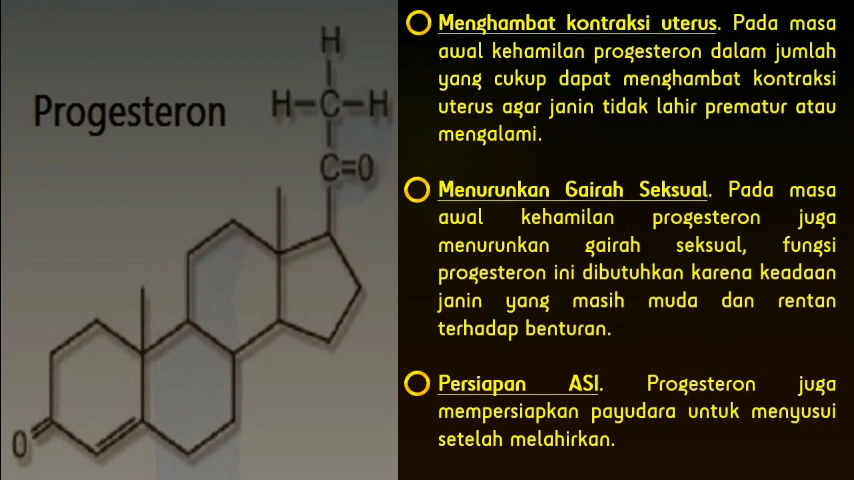 Progesteron
H
H-C-H
C=O
O
Menghambat kontraksi uterus. Pada masa
awal kehamilan progesteron dalam jumlah
yang cukup dapat menghambat kontraksi
uterus agar janin tidak lahir prematur atau
mengalami.
Menurunkan Gairah Seksual. Pada masa
awal kehamilan progesteron juga
menurunkan gairah seksual, fungsi
progesteron ini dibutuhkan karena keadaan
janin yang masih muda dan rentan
terhadap benturan.
Persiapan ASI. Progesteron juga
mempersiapkan payudara untuk menyusui
setelah melahirkan.